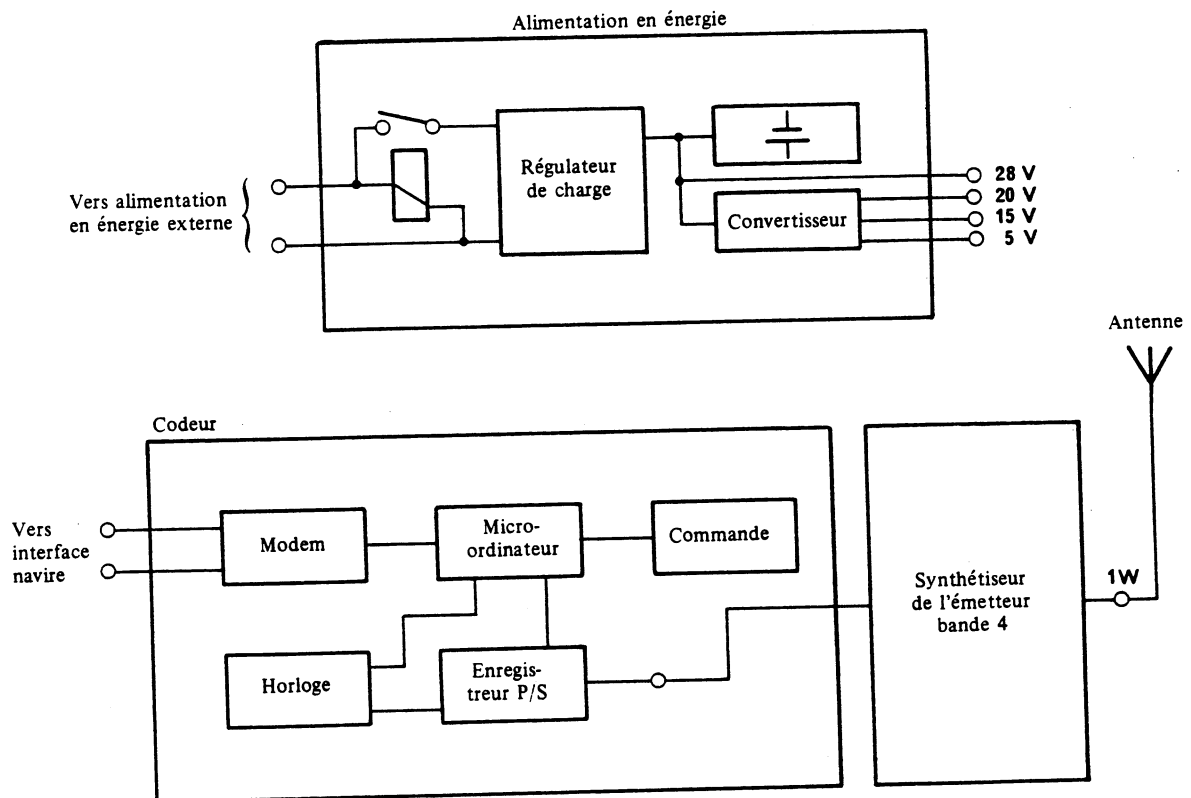 Alimentation en énergie
Régulateur
de charge
Vers alimentation
en énergie externe
28 V
20 V
15 V
5 V
Convertisseur
Antenne
Codeur
Vers
interface
navire
Modem
Micro-
ordinateur
Commande
Synthétiseur
de l'émetteur
bande 4
1W
Horloge
Enregis-
treur P/S